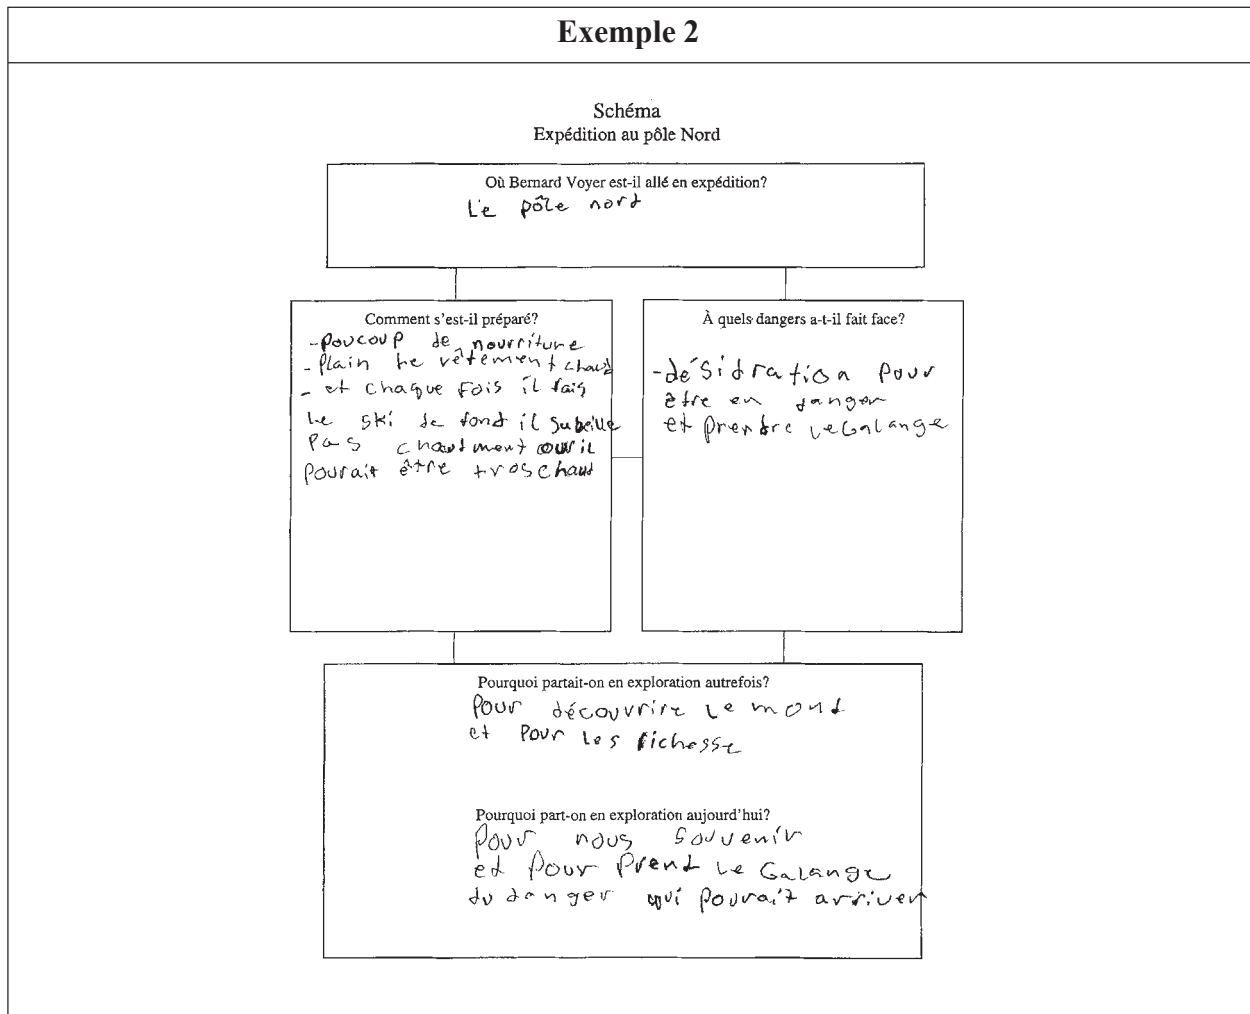 Exemple 2
Schéma
Expédition au pôle Nord
Où Bernard Voyer est-il allé en expédition?
Le pôle nord
Comment s'est-il préparé?
- poucoup de nourriture
- plain de vêtement chaud
- et chaque fois il fais
le ski de fond il
pas chautment ou il
pourait être tros chaud
À quels dangers a-t-il fait face?
- désidration pour
être en danger
et prendre le Galange
Pourquoi partait-on en exploration autrefois?
Pour découvrire le mond
et pour les richesse
Pourquoi part-on en exploration aujourd'hui?
Pour nous souvenir
et pour prend le Galange
du danger qui pourait arriver